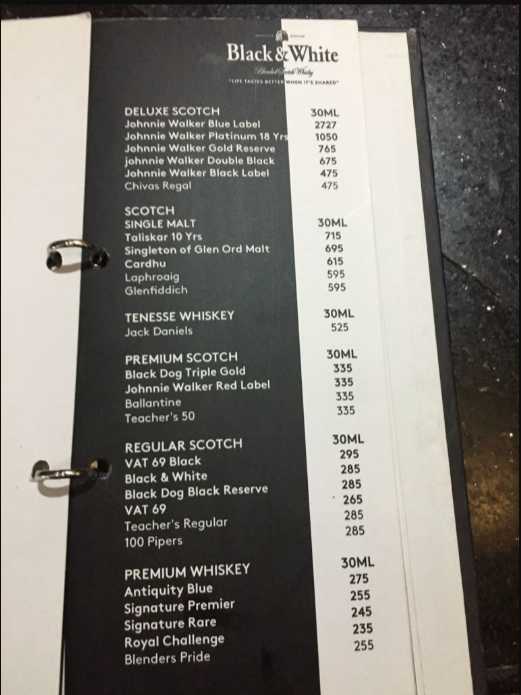 Black & White
Blended Scotch Whisky
"LIFE TASTES BETTER WHEN IT'S SHARED"
DELUXE SCOTCH 30ML
Johnnie Walker Blue Label 2727
Johnnie Walker Platinum 18 Yrs 1050
Johnnie Walker Gold Reserve 765
johnnie Walker Double Black 675
Johnnie Walker Black Label 475
Chivas Regal 475
SCOTCH
SINGLE MALT 30ML
Taliskar 10 Yrs 715
Singleton of Glen Ord Malt 695
Cardhu 615
Laphroaig 595
Glenfiddich 595
TENESSE WHISKEY 30ML
Jack Daniels 525
PREMIUM SCOTCH 30ML
Black Dog Triple Gold 335
Johnnie Walker Red Label 335
Ballantine 335
Teacher's 50 335
REGULAR SCOTCH 30ML
VAT 69 Black 295
Black & White 285
Black Dog Black Reserve 285
VAT 69 265
Teacher's Regular 285
100 Pipers 285
PREMIUM WHISKEY 30ML
Antiquity Blue 275
Signature Premier 255
Signature Rare 245
Royal Challenge 235
Blenders Pride 255